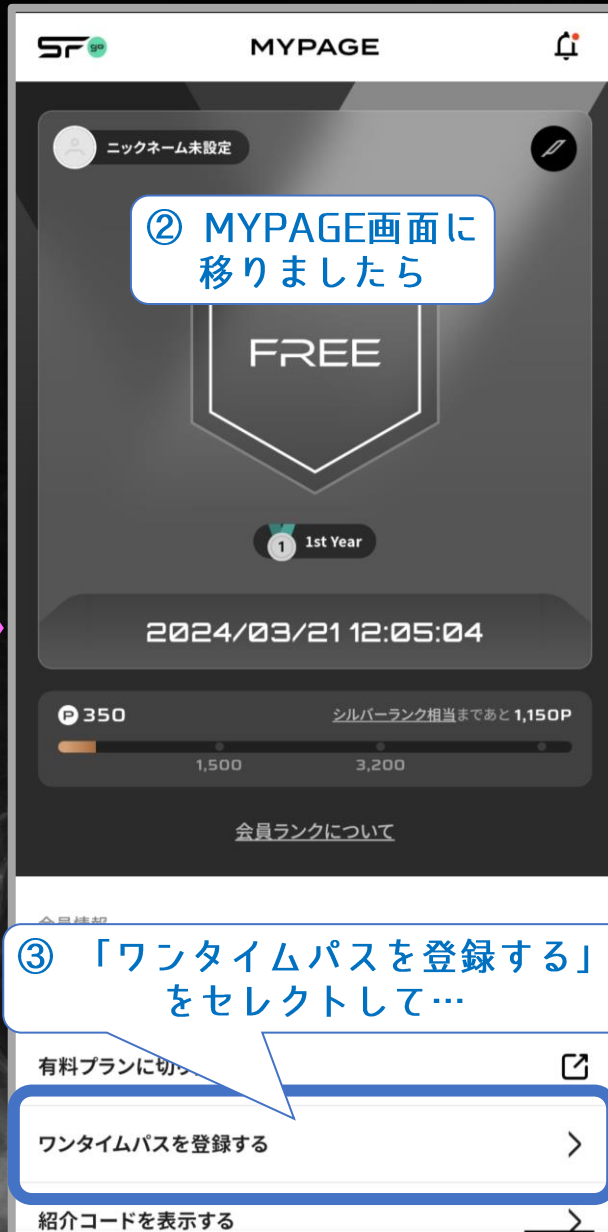 SFgo
MYPAGE
ニックネーム未設定
② MYPAGE画面に
移りましたら
FREE
1 1st Year
2024/03/21 12:05:04
P 350 シルバーランク相当まであと 1,150P
1,500 3,200
会員ランクについて
③ 「ワンタイムパスを登録する」
をセレクトして…
有料プランに切り
ワンタイムパスを登録する
紹介コードを表示する